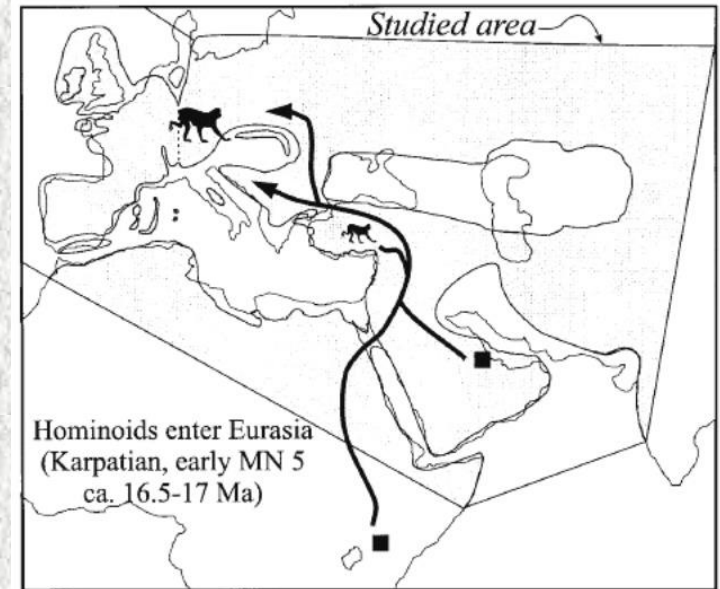 Studied area
Hominoids enter Eurasia
(Karpatian, early MN 5
ca. 16.5-17 Ma)